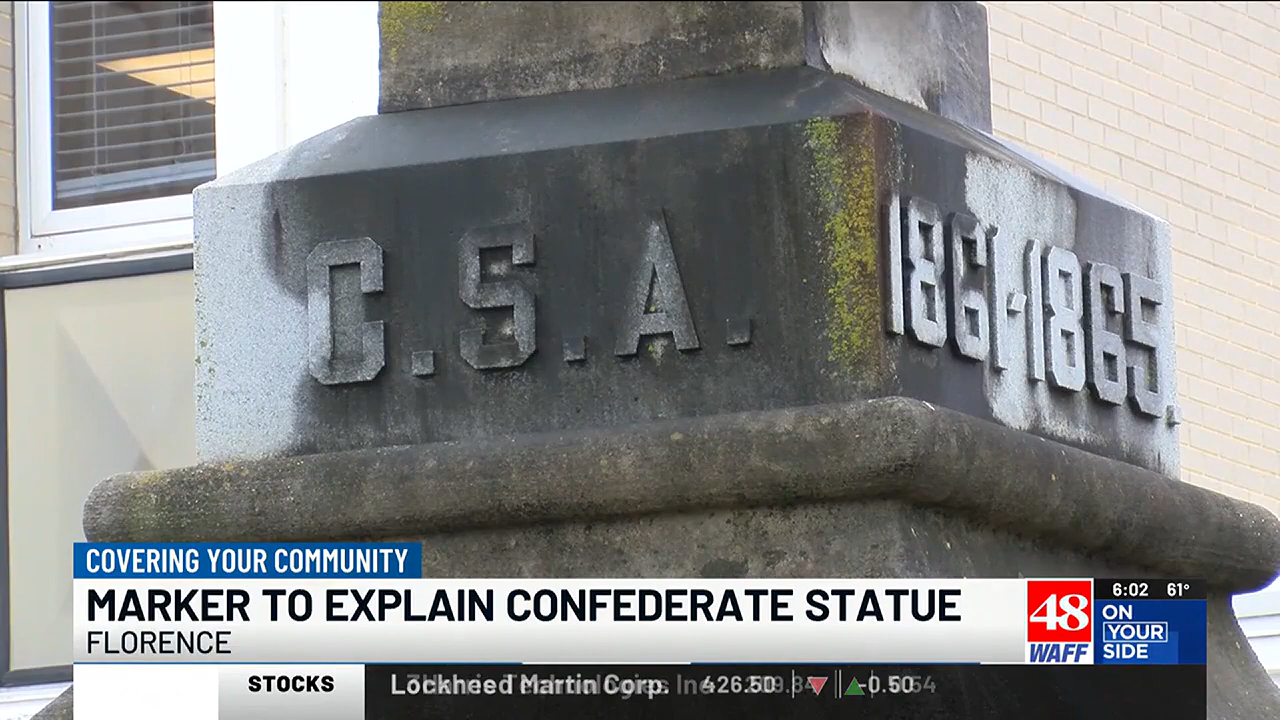 C.S.A.
1861-1865.
COVERING YOUR COMMUNITY
MARKER TO EXPLAIN CONFEDERATE STATUE
FLORENCE
48
WAFF
6:02 61°
ON
YOUR
SIDE
STOCKS
Lockheed Martin Corp. 426.50 -0.50